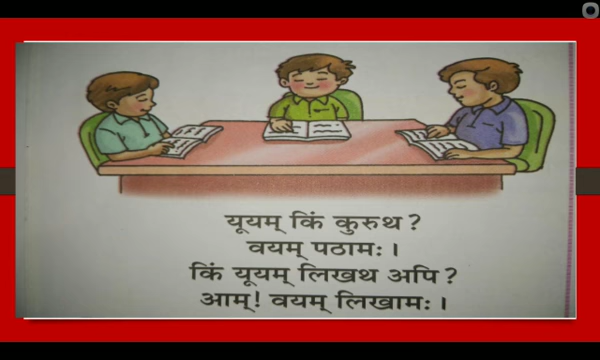 यूयम् किं कुरुथ ?
वयम् पठामः ।
किं यूयम् लिखथ अपि ?
आम्! वयम् लिखामः ।